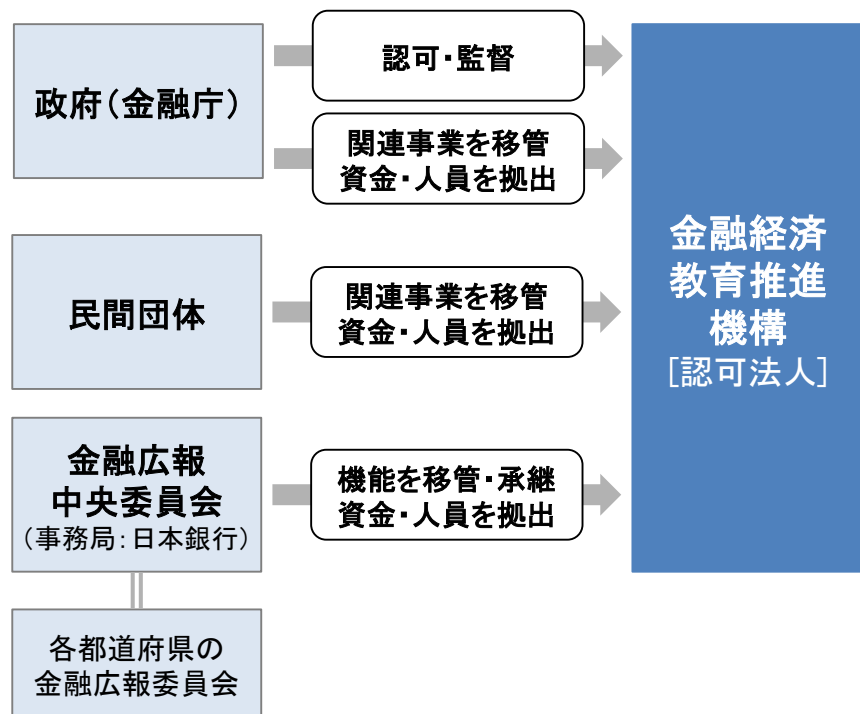 政府（金融庁）
認可・監督
関連事業を移管
資金・人員を拠出
民間団体
関連事業を移管
資金・人員を拠出
金融広報
中央委員会
（事務局：日本銀行）
機能を移管・承継
資金・人員を拠出
各都道府県の
金融広報委員会
金融経済
教育推進
機構
［認可法人］